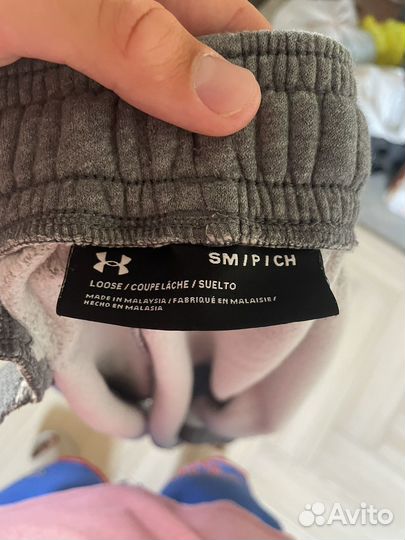 SM/P/CH
LOOSE / COUPE LÂCHE / SUELTO
MADE IN MALAYSIA / FABRIQUÉ EN MALAISIE /
HECHO EN MALASIA
Avito